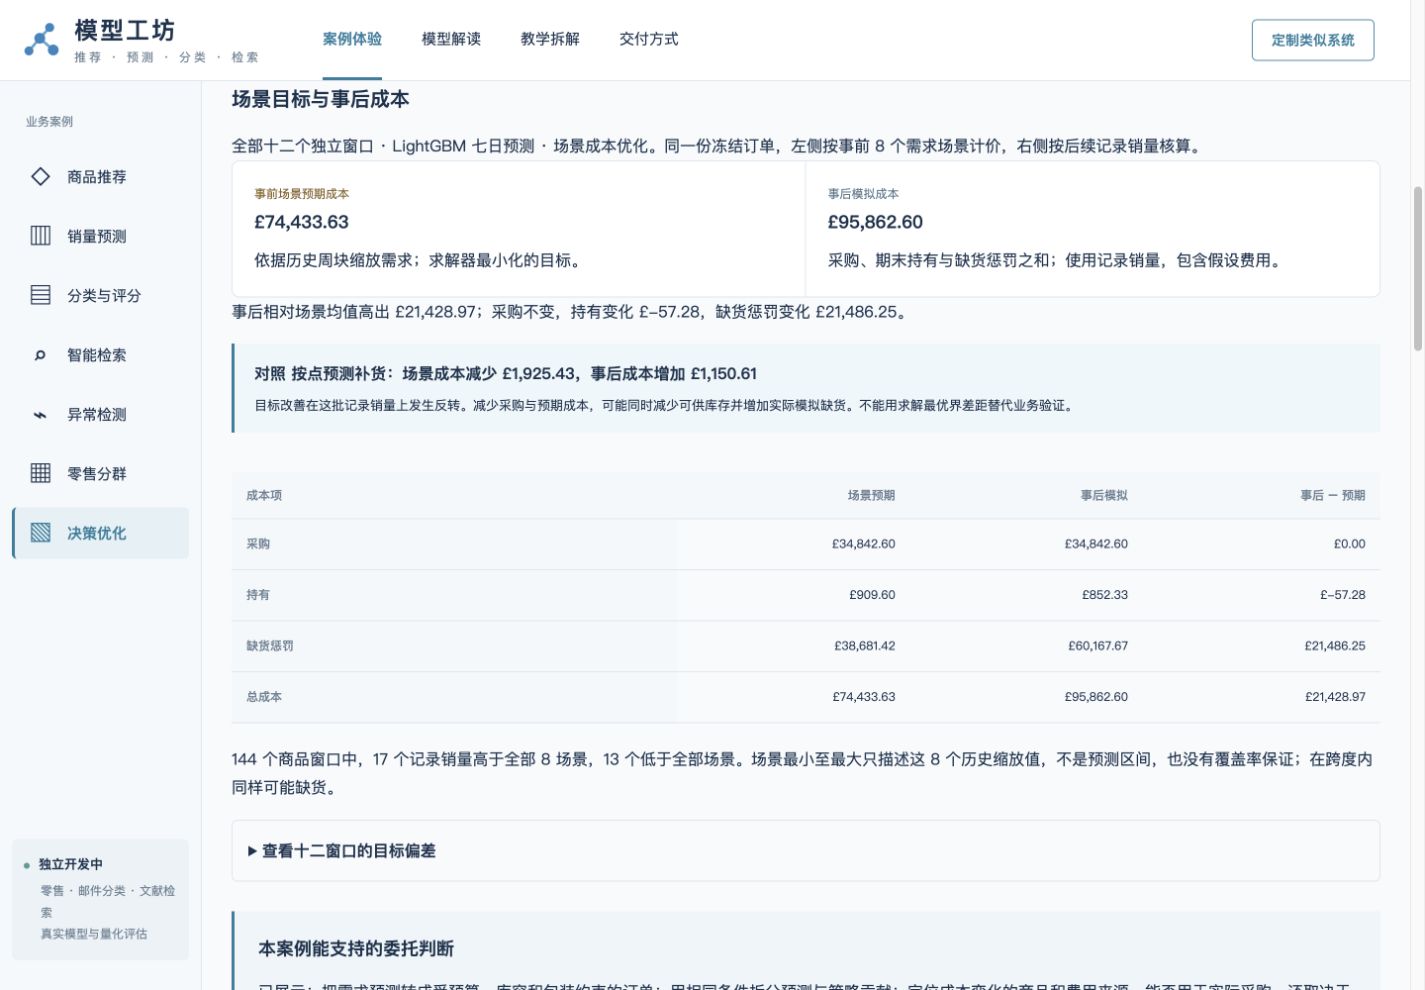 模型工坊
推荐 · 预测 · 分类 · 检索
案例体验
模型解读
教学拆解
交付方式
定制类似系统
业务案例
商品推荐
销量预测
分类与评分
智能检索
异常检测
零售分群
决策优化
独立开发中
零售 · 邮件分类 · 文献检
索
真实模型与量化评估
场景目标与事后成本
全部十二个独立窗口 · LightGBM 七日预测 · 场景成本优化。同一份冻结订单，左侧按事前 8 个需求场景计价，右侧按后续记录销量核算。
事前场景预期成本
£74,433.63
依据历史周块缩放需求；求解器最小化的目标。
事后模拟成本
£95,862.60
采购、期末持有与缺货惩罚之和；使用记录销量，包含假设费用。
事后相对场景均值高出 £21,428.97；采购不变，持有变化 £−57.28，缺货惩罚变化 £21,486.25。
对照 按点预测补货：场景成本减少 £1,925.43，事后成本增加 £1,150.61
目标改善在这批记录销量上发生反转。减少采购与预期成本，可能同时减少可供库存并增加实际模拟缺货。不能用求解最优界差距替代业务验证。
成本项 场景预期 事后模拟 事后 − 预期
采购 £34,842.60 £34,842.60 £0.00
持有 £909.60 £852.33 £−57.28
缺货惩罚 £38,681.42 £60,167.67 £21,486.25
总成本 £74,433.63 £95,862.60 £21,428.97
144 个商品窗口中，17 个记录销量高于全部 8 场景，13 个低于全部场景。场景最小至最大只描述这 8 个历史缩放值，不是预测区间，也没有覆盖率保证；在跨度内
同样可能缺货。
▶ 查看十二窗口的目标偏差
本案例能支持的委托判断